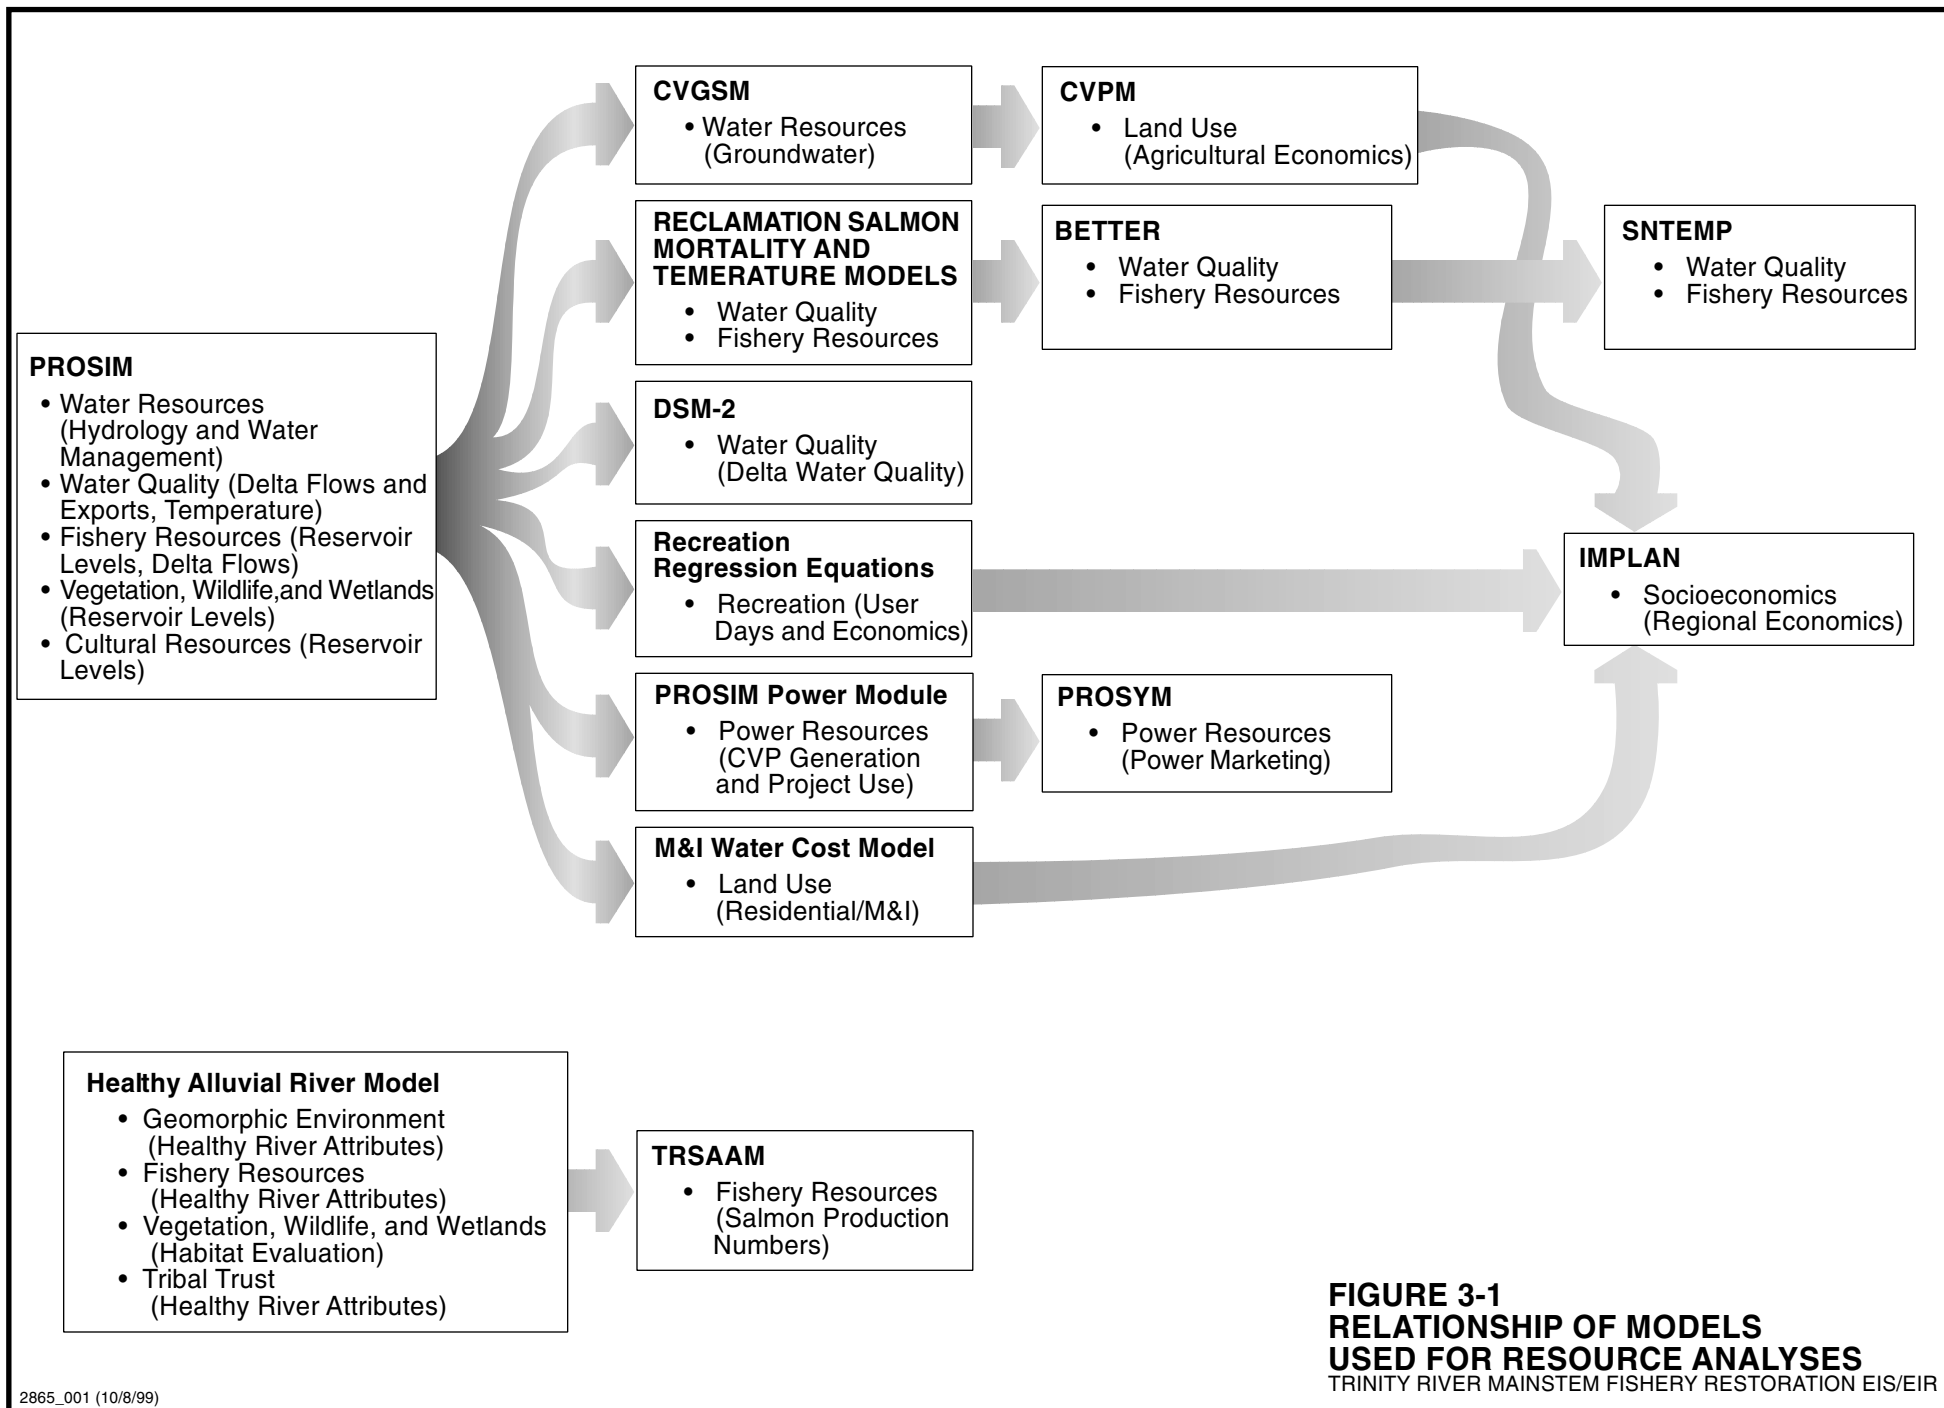 CVGSM
• Water Resources
(Groundwater)
CVPM
• Land Use
(Agricultural Economics)
RECLAMATION SALMON
MORTALITY AND
TEMERATURE MODELS
• Water Quality
• Fishery Resources
BETTER
• Water Quality
• Fishery Resources
SNTEMP
• Water Quality
• Fishery Resources
PROSIM
• Water Resources
(Hydrology and Water
Management)
• Water Quality (Delta Flows and
Exports, Temperature)
• Fishery Resources (Reservoir
Levels, Delta Flows)
• Vegetation, Wildlife,and Wetlands
(Reservoir Levels)
• Cultural Resources (Reservoir
Levels)
DSM-2
• Water Quality
(Delta Water Quality)
Recreation
Regression Equations
• Recreation (User
Days and Economics)
IMPLAN
• Socioeconomics
(Regional Economics)
PROSIM Power Module
• Power Resources
(CVP Generation
and Project Use)
PROSYM
• Power Resources
(Power Marketing)
M&I Water Cost Model
• Land Use
(Residential/M&I)
Healthy Alluvial River Model
• Geomorphic Environment
(Healthy River Attributes)
• Fishery Resources
(Healthy River Attributes)
• Vegetation, Wildlife, and Wetlands
(Habitat Evaluation)
• Tribal Trust
(Healthy River Attributes)
TRSAAM
• Fishery Resources
(Salmon Production
Numbers)
FIGURE 3-1
RELATIONSHIP OF MODELS
USED FOR RESOURCE ANALYSES
TRINITY RIVER MAINSTEM FISHERY RESTORATION EIS/EIR
2865_001 (10/8/99)